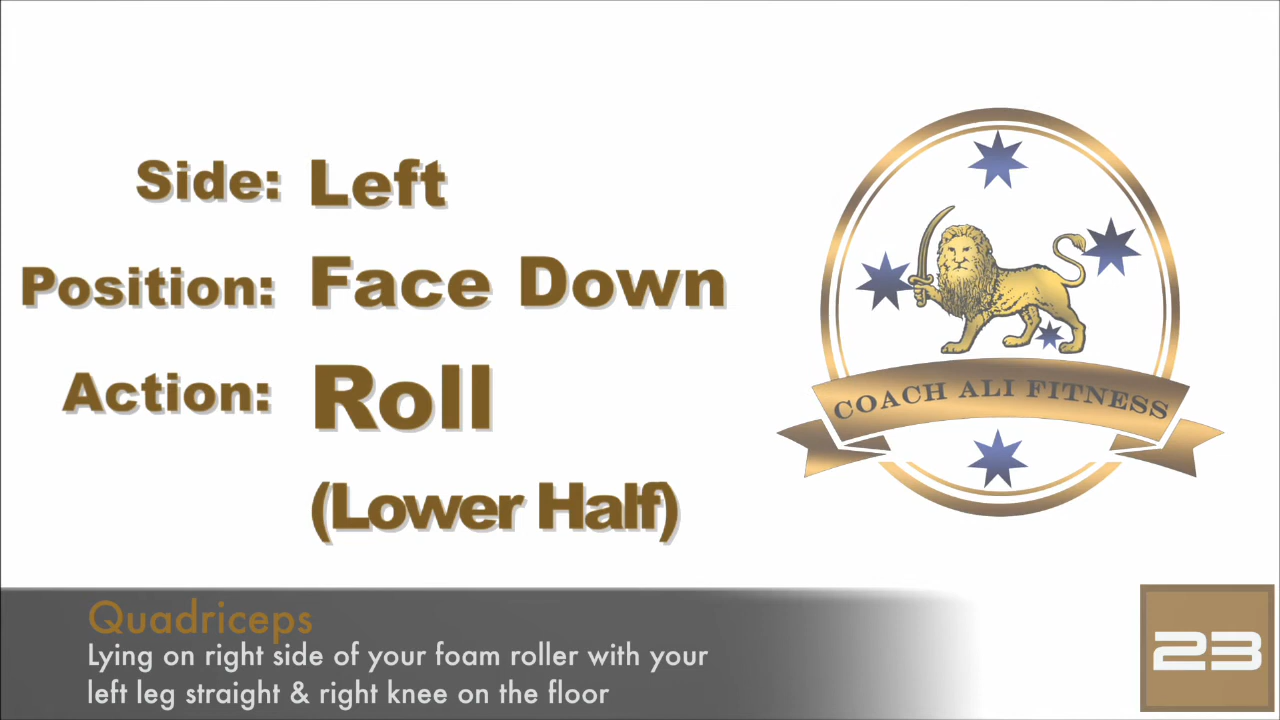 Side: Left
Position: Face Down
Action: Roll
(Lower Half)
COACH ALI FITNESS
Quadriceps
Lying on right side of your foam roller with your
left leg straight & right knee on the floor
23